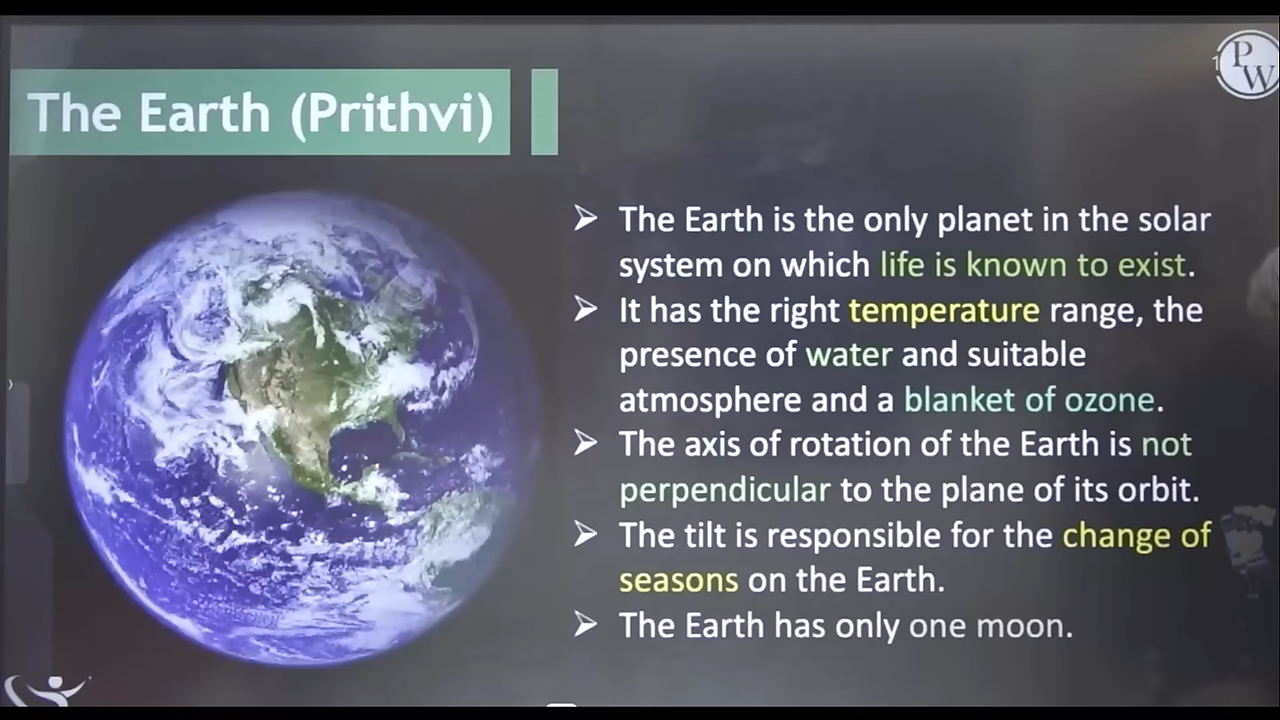 The Earth (Prithvi)
PW
➢ The Earth is the only planet in the solar
system on which life is known to exist.
➢ It has the right temperature range, the
presence of water and suitable
atmosphere and a blanket of ozone.
➢ The axis of rotation of the Earth is not
perpendicular to the plane of its orbit.
➢ The tilt is responsible for the change of
seasons on the Earth.
➢ The Earth has only one moon.